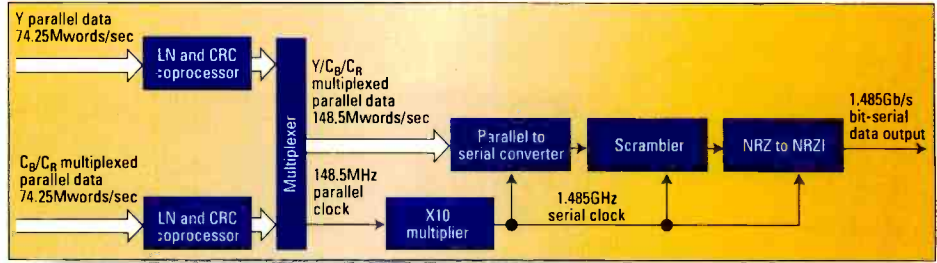 Y parallel data
74.25Mwords/sec
LN and CRC
coprocessor
CB/CR multiplexed
parallel data
74.25Mwords/sec
LN and CRC
coprocessor
Multiplexer
Y/CB/CR
multiplexed
parallel data
148.5Mwords/sec
148.5MHz
parallel
clock
X10
multiplier
Parallel to
serial converter
1.485GHz
serial clock
Scrambler
NRZ to NRZI
1.485Gb/s
bit-serial
data output